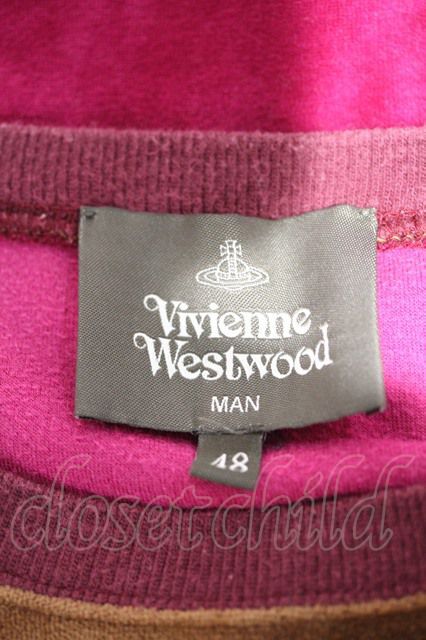 Vivienne
Westwood
MAN
48
closet child